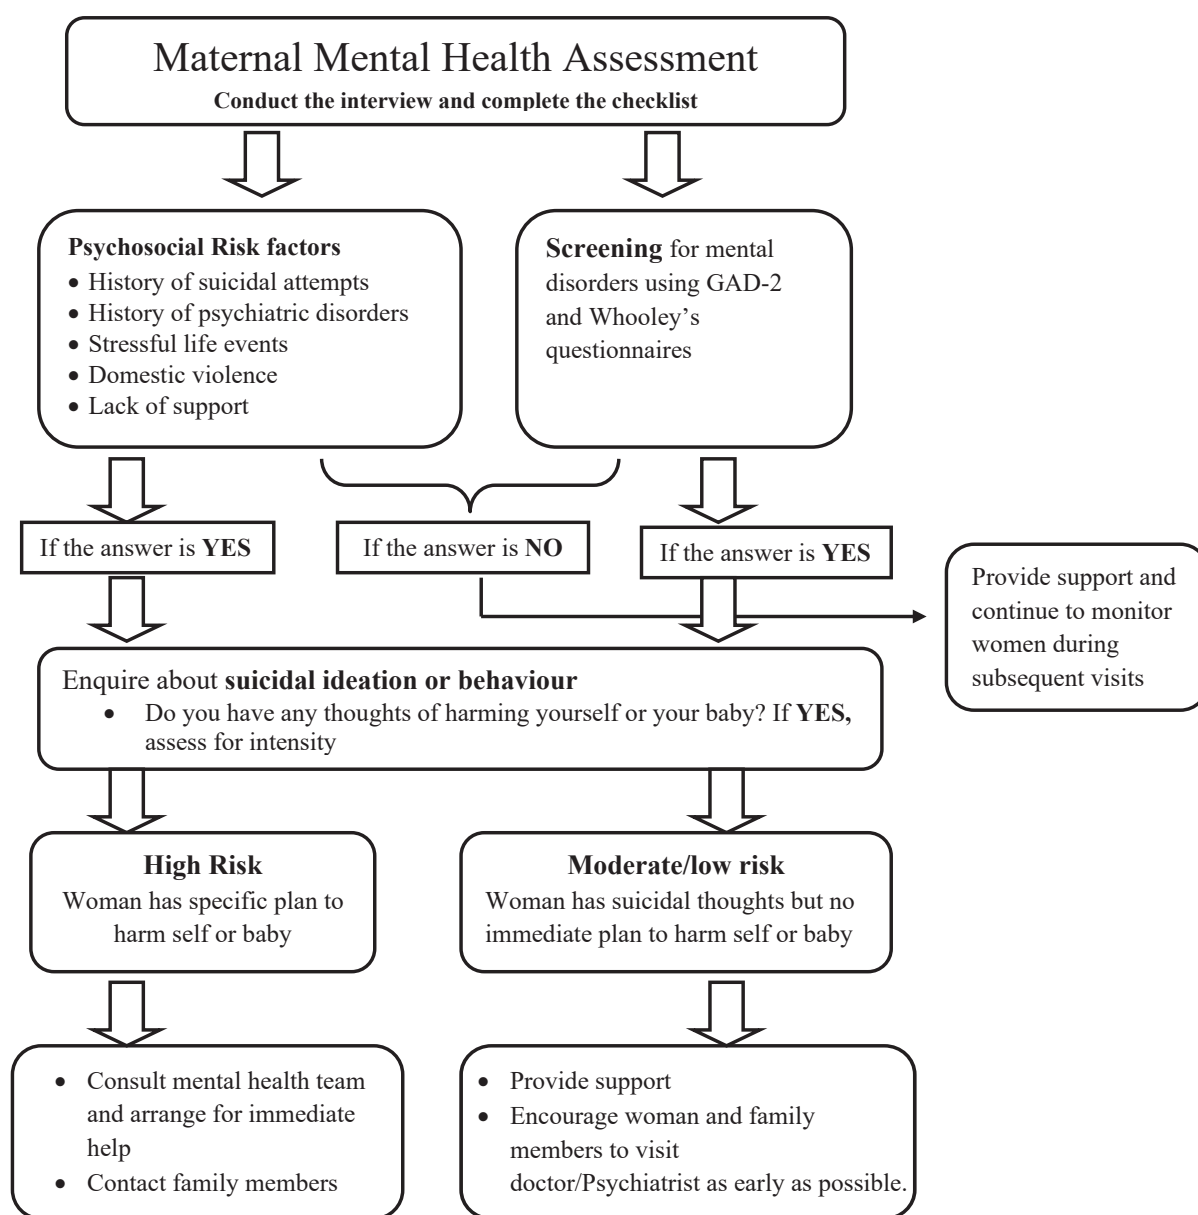 Maternal Mental Health Assessment
Conduct the interview and complete the checklist
Psychosocial Risk factors
• History of suicidal attempts
• History of psychiatric disorders
• Stressful life events
• Domestic violence
• Lack of support
Screening for mental
disorders using GAD-2
and Whooley’s
questionnaires
If the answer is YES
If the answer is NO
If the answer is YES
Provide support and
continue to monitor
women during
subsequent visits
Enquire about suicidal ideation or behaviour
• Do you have any thoughts of harming yourself or your baby? If YES,
assess for intensity
High Risk
Woman has specific plan to
harm self or baby
Moderate/low risk
Woman has suicidal thoughts but no
immediate plan to harm self or baby
• Consult mental health team
and arrange for immediate
help
• Contact family members
• Provide support
• Encourage woman and family
members to visit
doctor/Psychiatrist as early as possible.